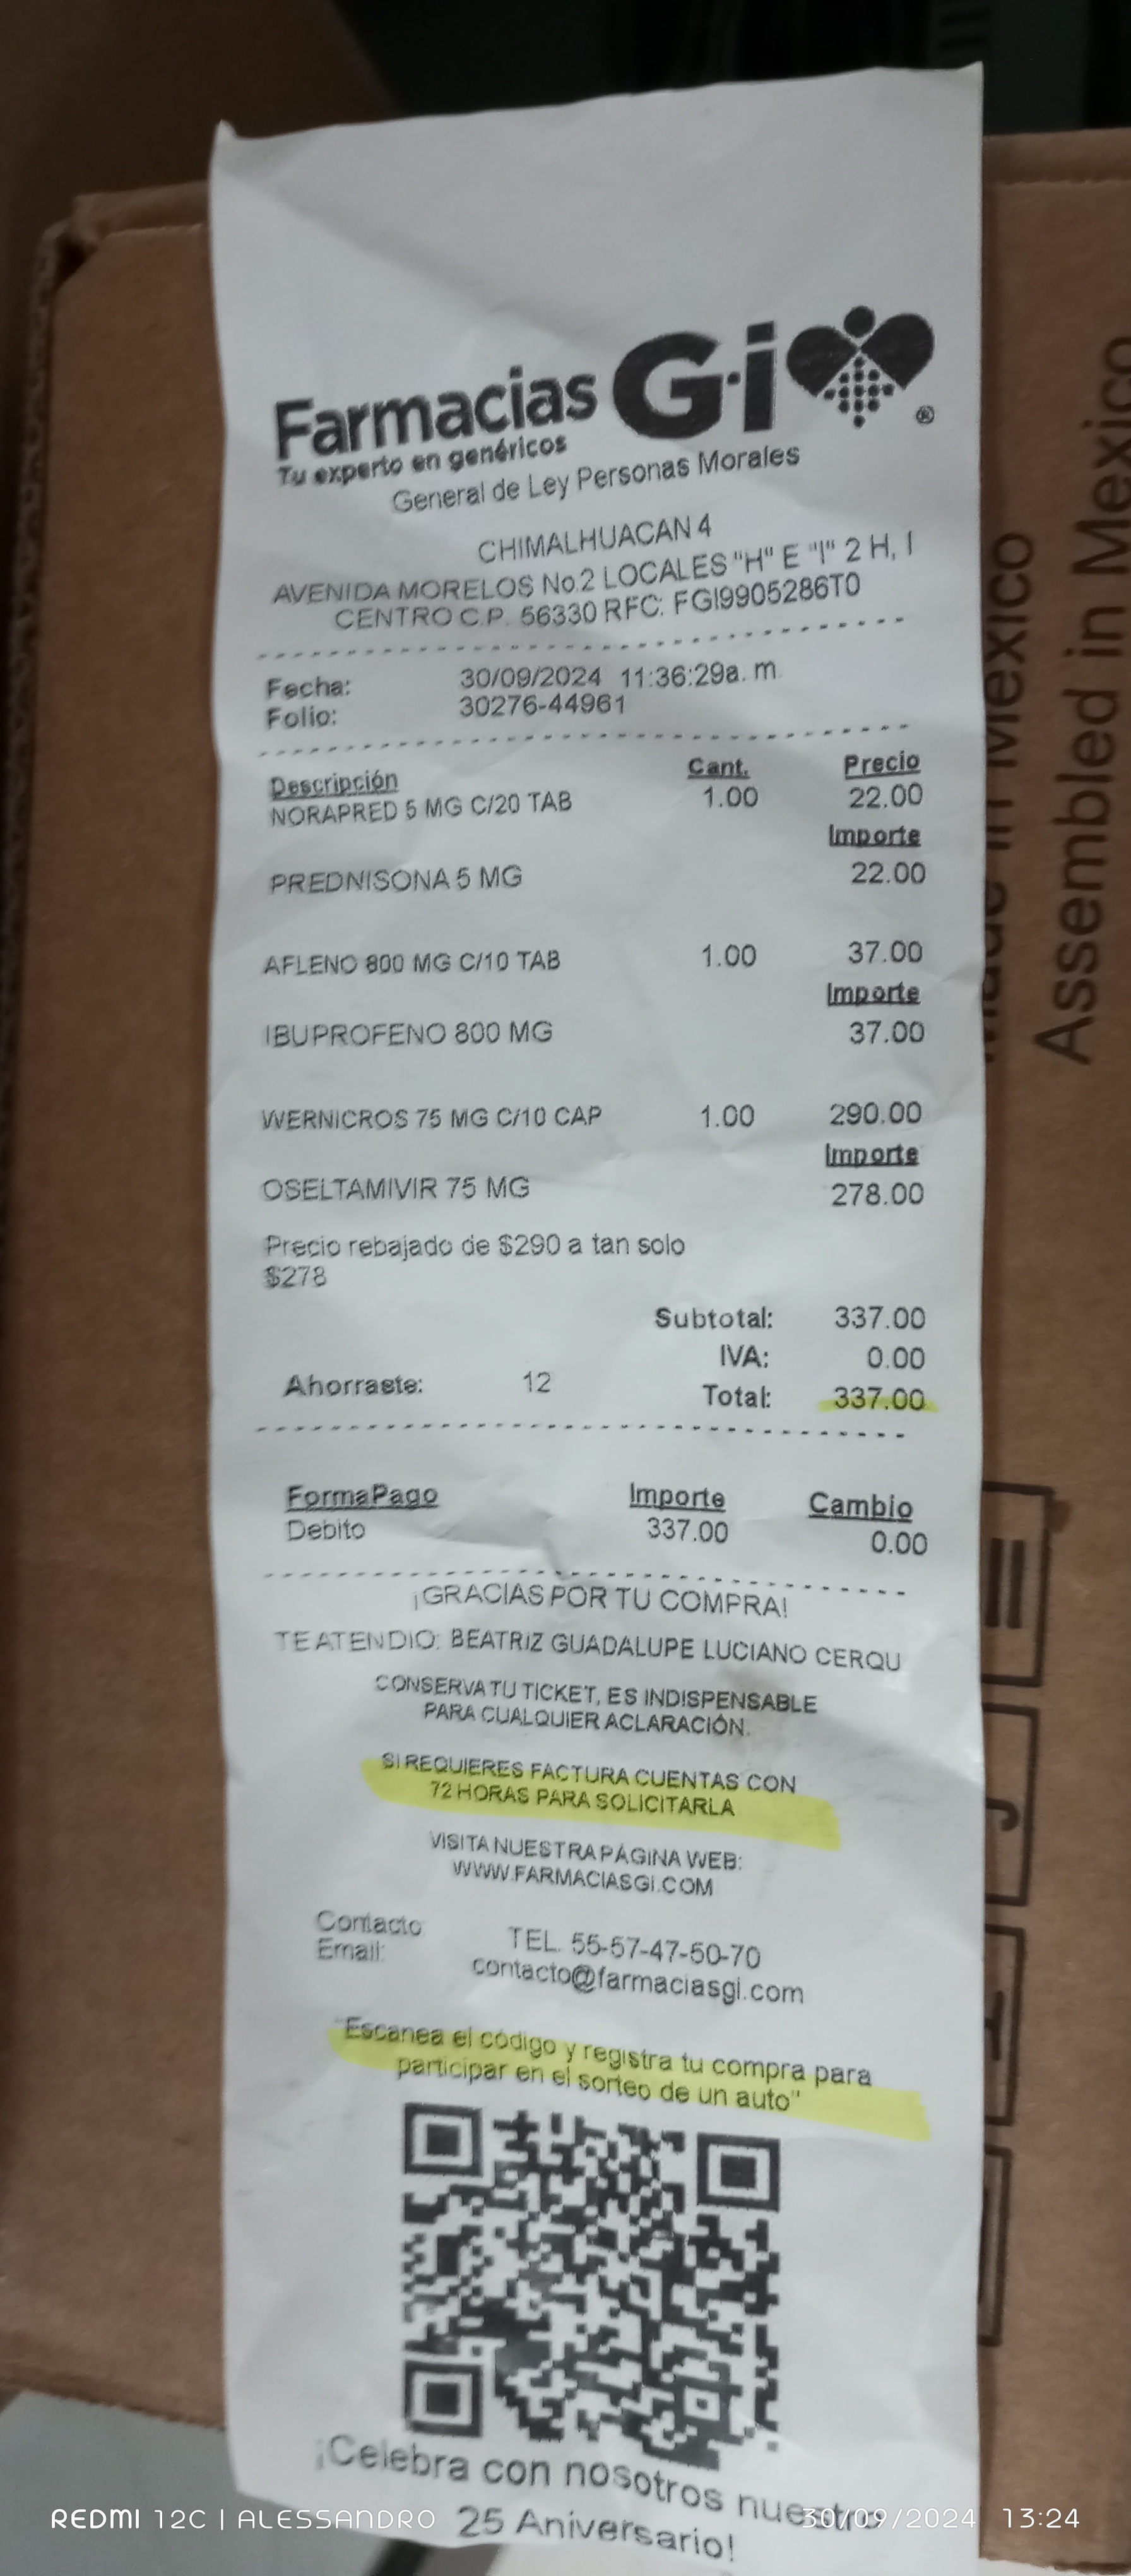 Farmacias Gi
Tu experto en genéricos
®
General de Ley Personas Morales
CHIMALHUACAN 4
AVENIDA MORELOS No.2 LOCALES "H" E "I" 2 H, I
CENTRO C.P. 56330 RFC: FGI9905286T0
Fecha: 30/09/2024 11:36:29a. m
Folio: 30276-44961
Descripción Cant. Precio
NORAPRED 5 MG C/20 TAB 1.00 22.00
Importe
PREDNISONA 5 MG 22.00
AFLENO 800 MG C/10 TAB 1.00 37.00
Importe
IBUPROFENO 800 MG 37.00
WERNICROS 75 MG C/10 CAP 1.00 290.00
Importe
OSELTAMIVIR 75 MG 278.00
Precio rebajado de $290 a tan solo
$278
Subtotal: 337.00
IVA: 0.00
Ahorraste: 12 Total: 337.00
FormaPago Importe Cambio
Debito 337.00 0.00
¡GRACIAS POR TU COMPRA!
TE ATENDIO: BEATRIZ GUADALUPE LUCIANO CERQU
CONSERVA TU TICKET, ES INDISPENSABLE
PARA CUALQUIER ACLARACIÓN.
SI REQUIERES FACTURA CUENTAS CON
72 HORAS PARA SOLICITARLA
VISITA NUESTRA PÁGINA WEB:
WWW.FARMACIASGI.COM
Contacto TEL. 55-57-47-50-70
Email: contacto@farmaciasgi.com
"Escanea el código y registra tu compra para
participar en el sorteo de un auto"
¡Celebra con nosotros nuestro
25 Aniversario!
Made in Mexico
Assembled in Mexico
REDMI 12C | ALESSANDRO 30/09/2024 13:24